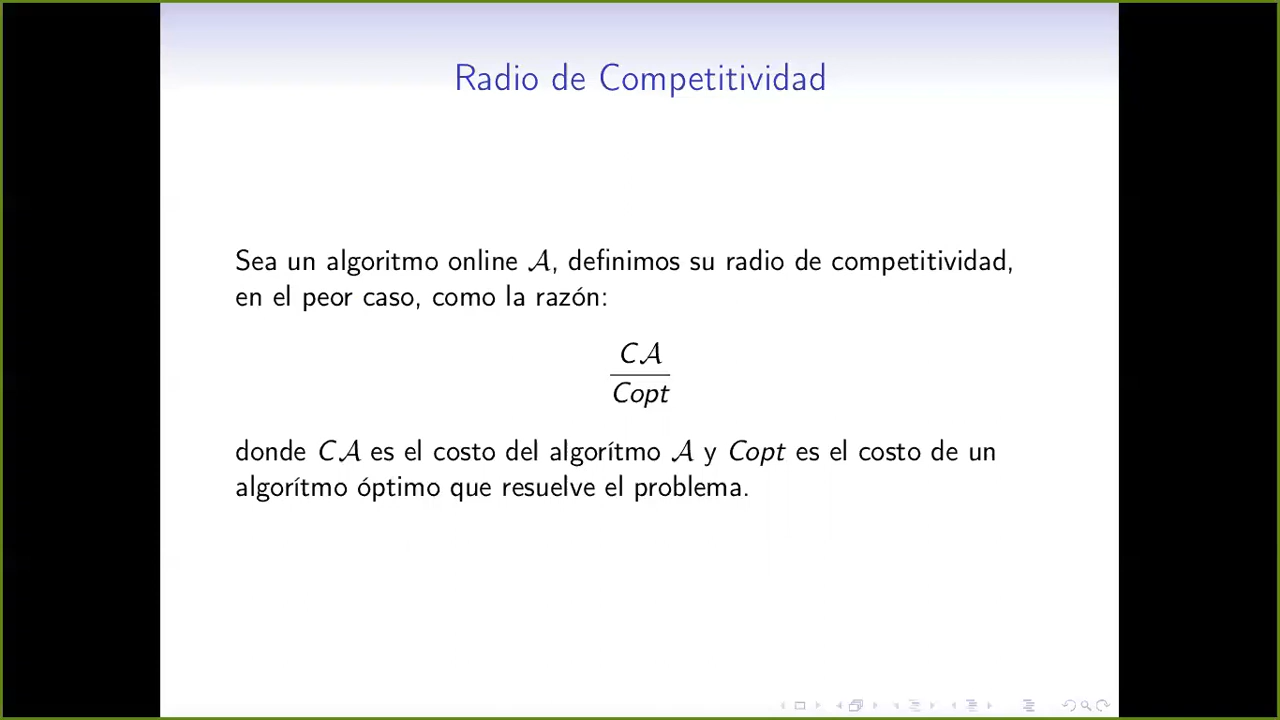 Radio de Competitividad
Sea un algoritmo online 𝒜, definimos su radio de competitividad,
en el peor caso, como la razón:
C𝒜
Copt
donde C𝒜 es el costo del algorítmo 𝒜 y Copt es el costo de un
algorítmo óptimo que resuelve el problema.